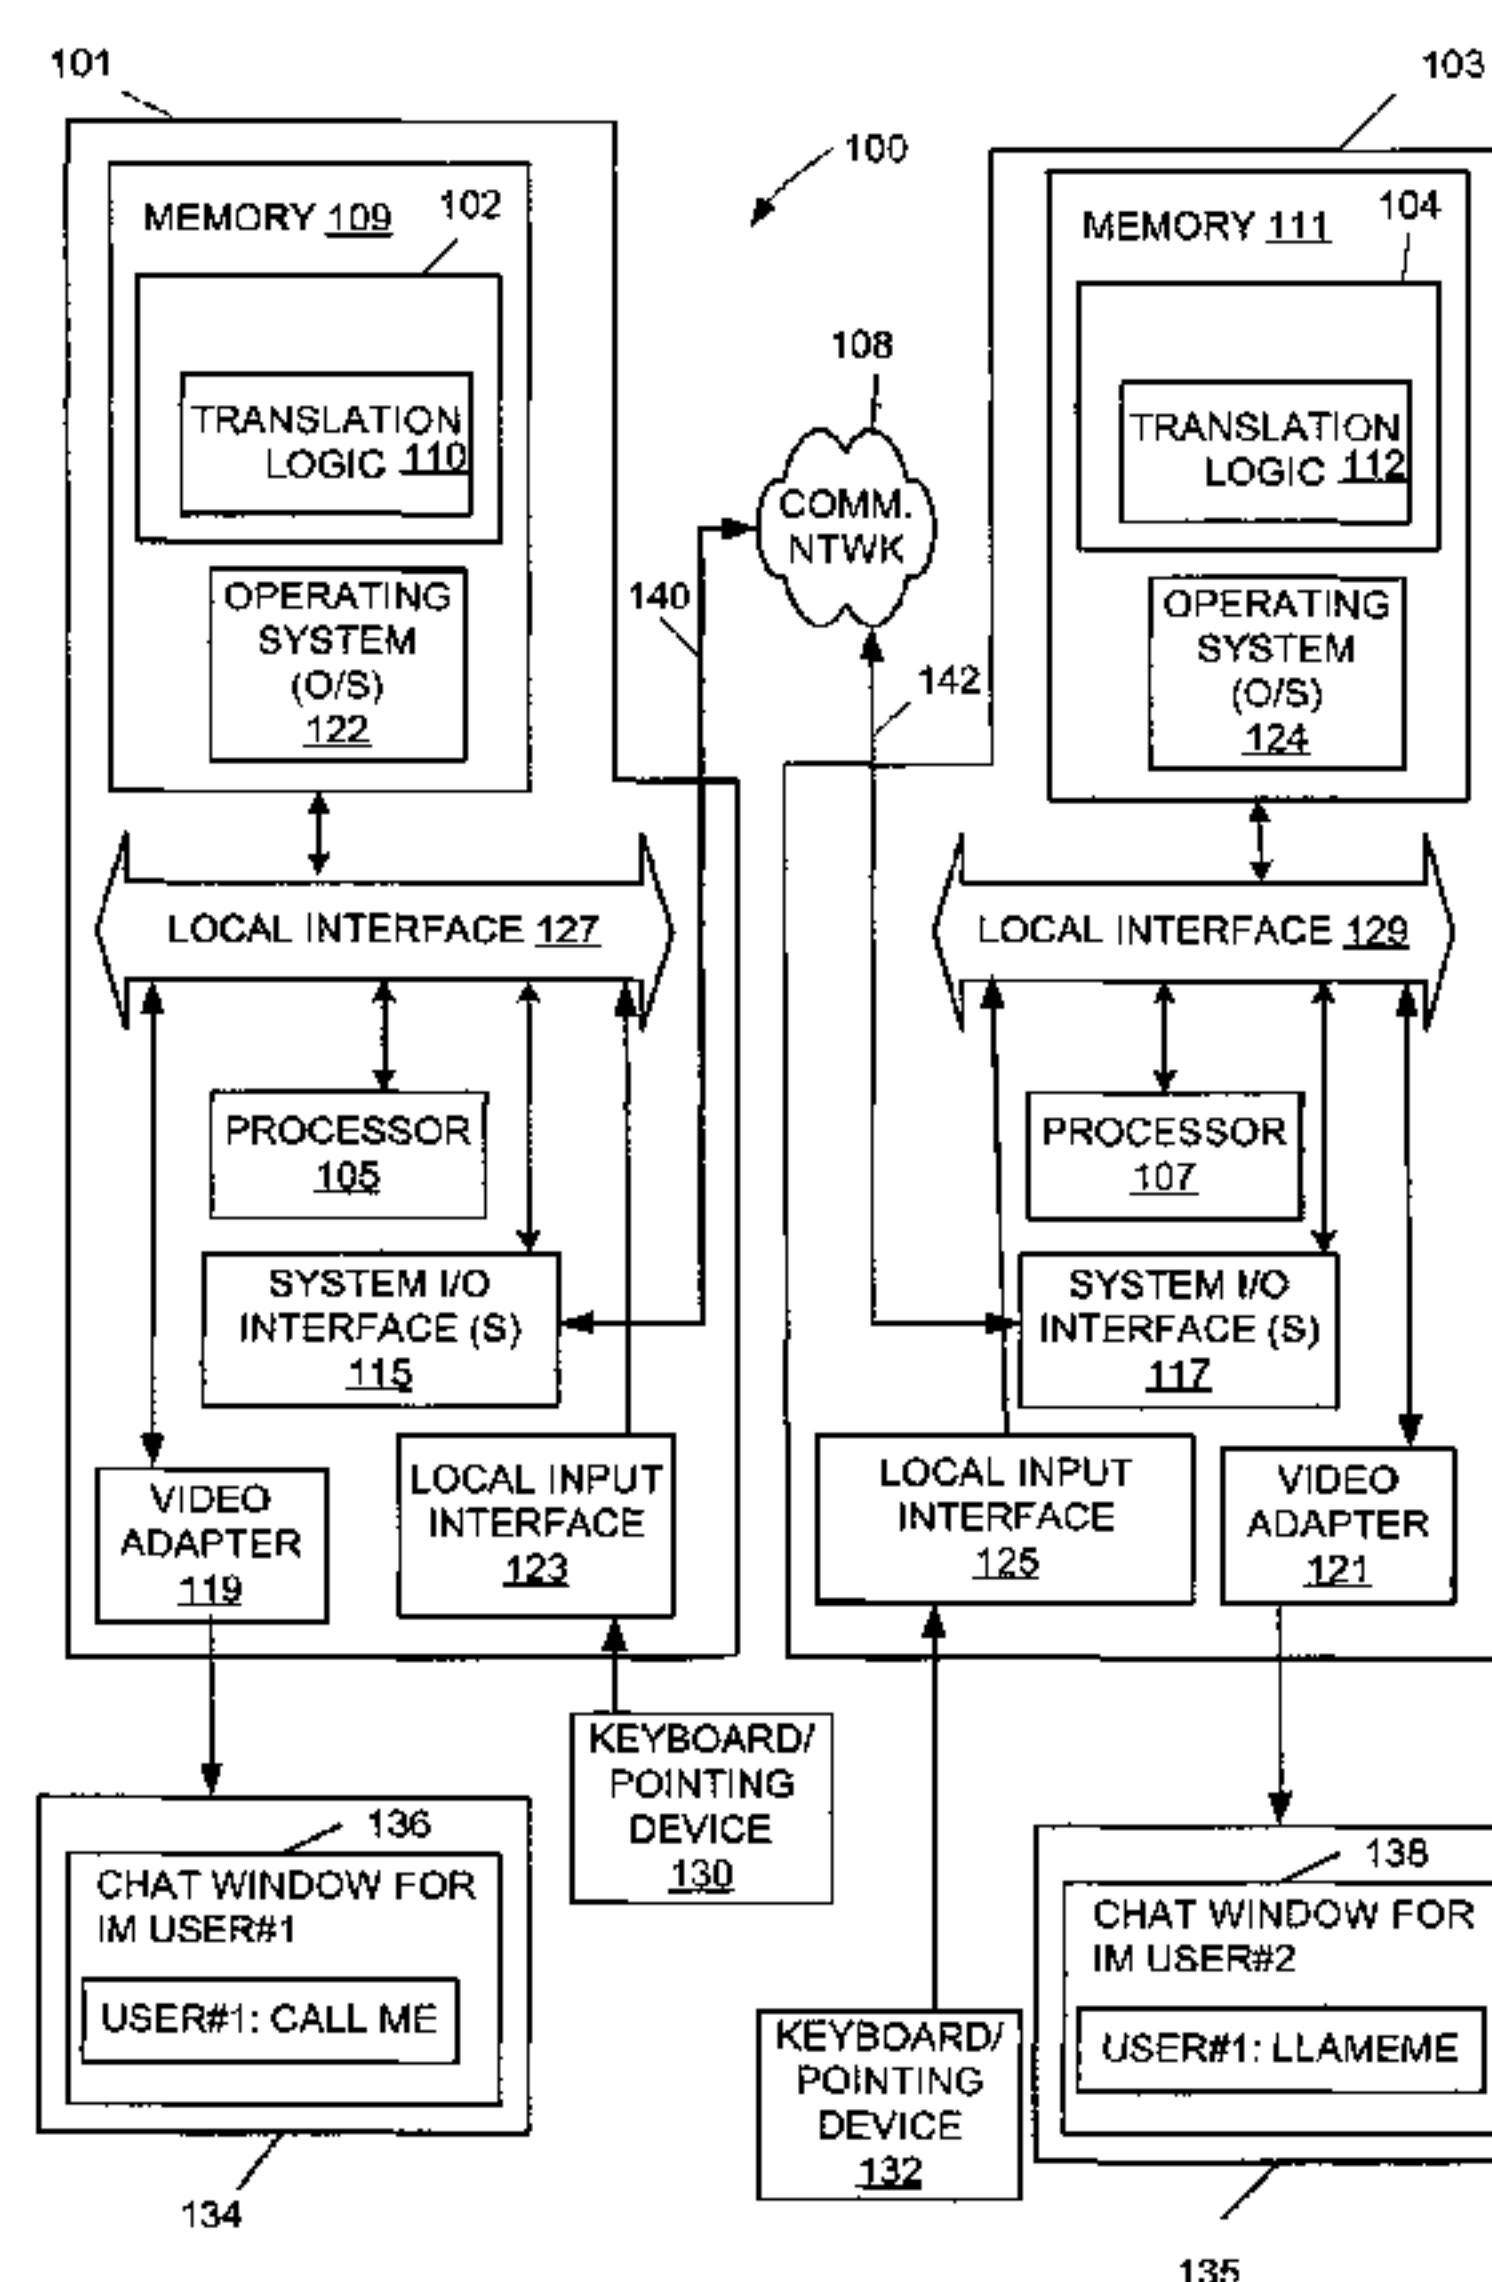 101
103
100
MEMORY 109
102
TRANSLATION
LOGIC 110
OPERATING
SYSTEM
(O/S)
122
MEMORY 111
104
TRANSLATION
LOGIC 112
OPERATING
SYSTEM
(O/S)
124
108
COMM.
NTWK
140
142
LOCAL INTERFACE 127
LOCAL INTERFACE 129
PROCESSOR
105
PROCESSOR
107
SYSTEM I/O
INTERFACE (S)
115
SYSTEM I/O
INTERFACE (S)
117
VIDEO
ADAPTER
119
LOCAL INPUT
INTERFACE
123
LOCAL INPUT
INTERFACE
125
VIDEO
ADAPTER
121
KEYBOARD/
POINTING
DEVICE
130
136
CHAT WINDOW FOR
IM USER#1
USER#1: CALL ME
134
KEYBOARD/
POINTING
DEVICE
132
138
CHAT WINDOW FOR
IM USER#2
USER#1: LLAMEME
135